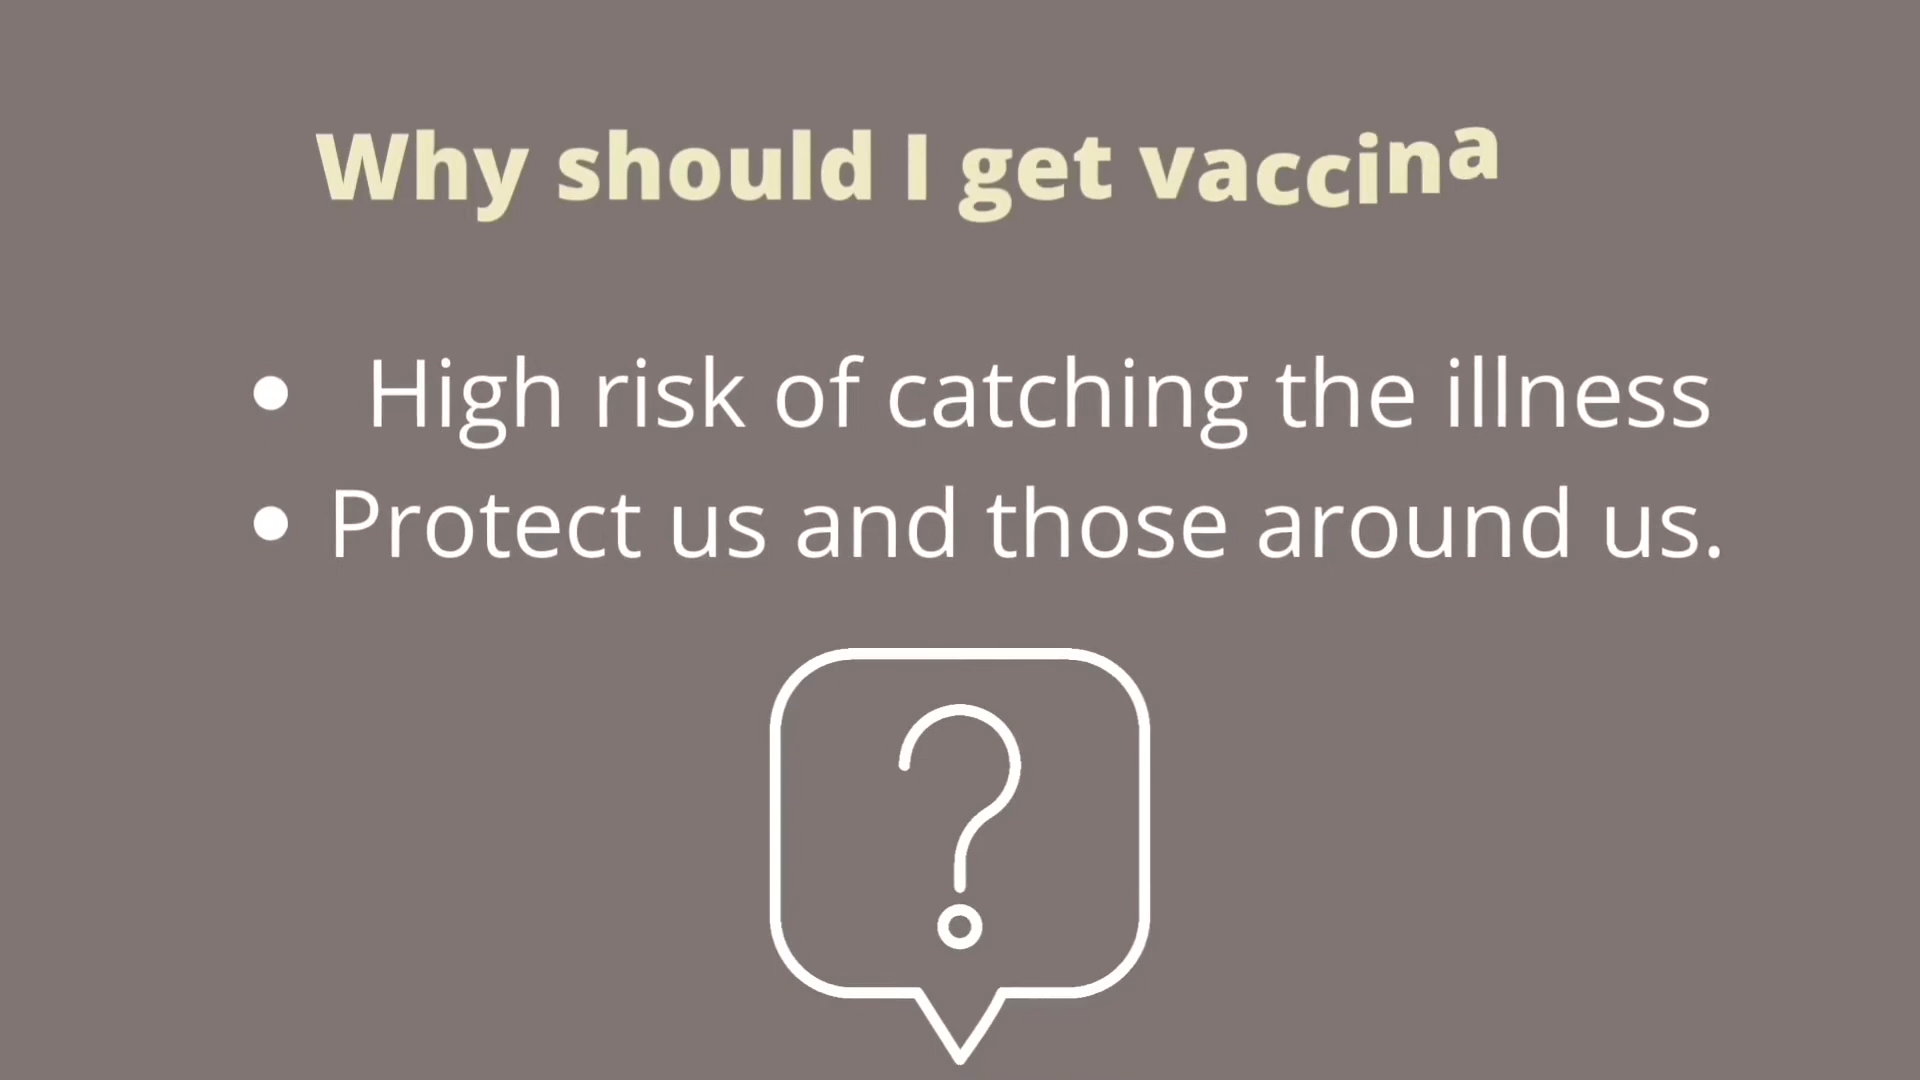 Why should I get vaccina
• High risk of catching the illness
• Protect us and those around us.
?